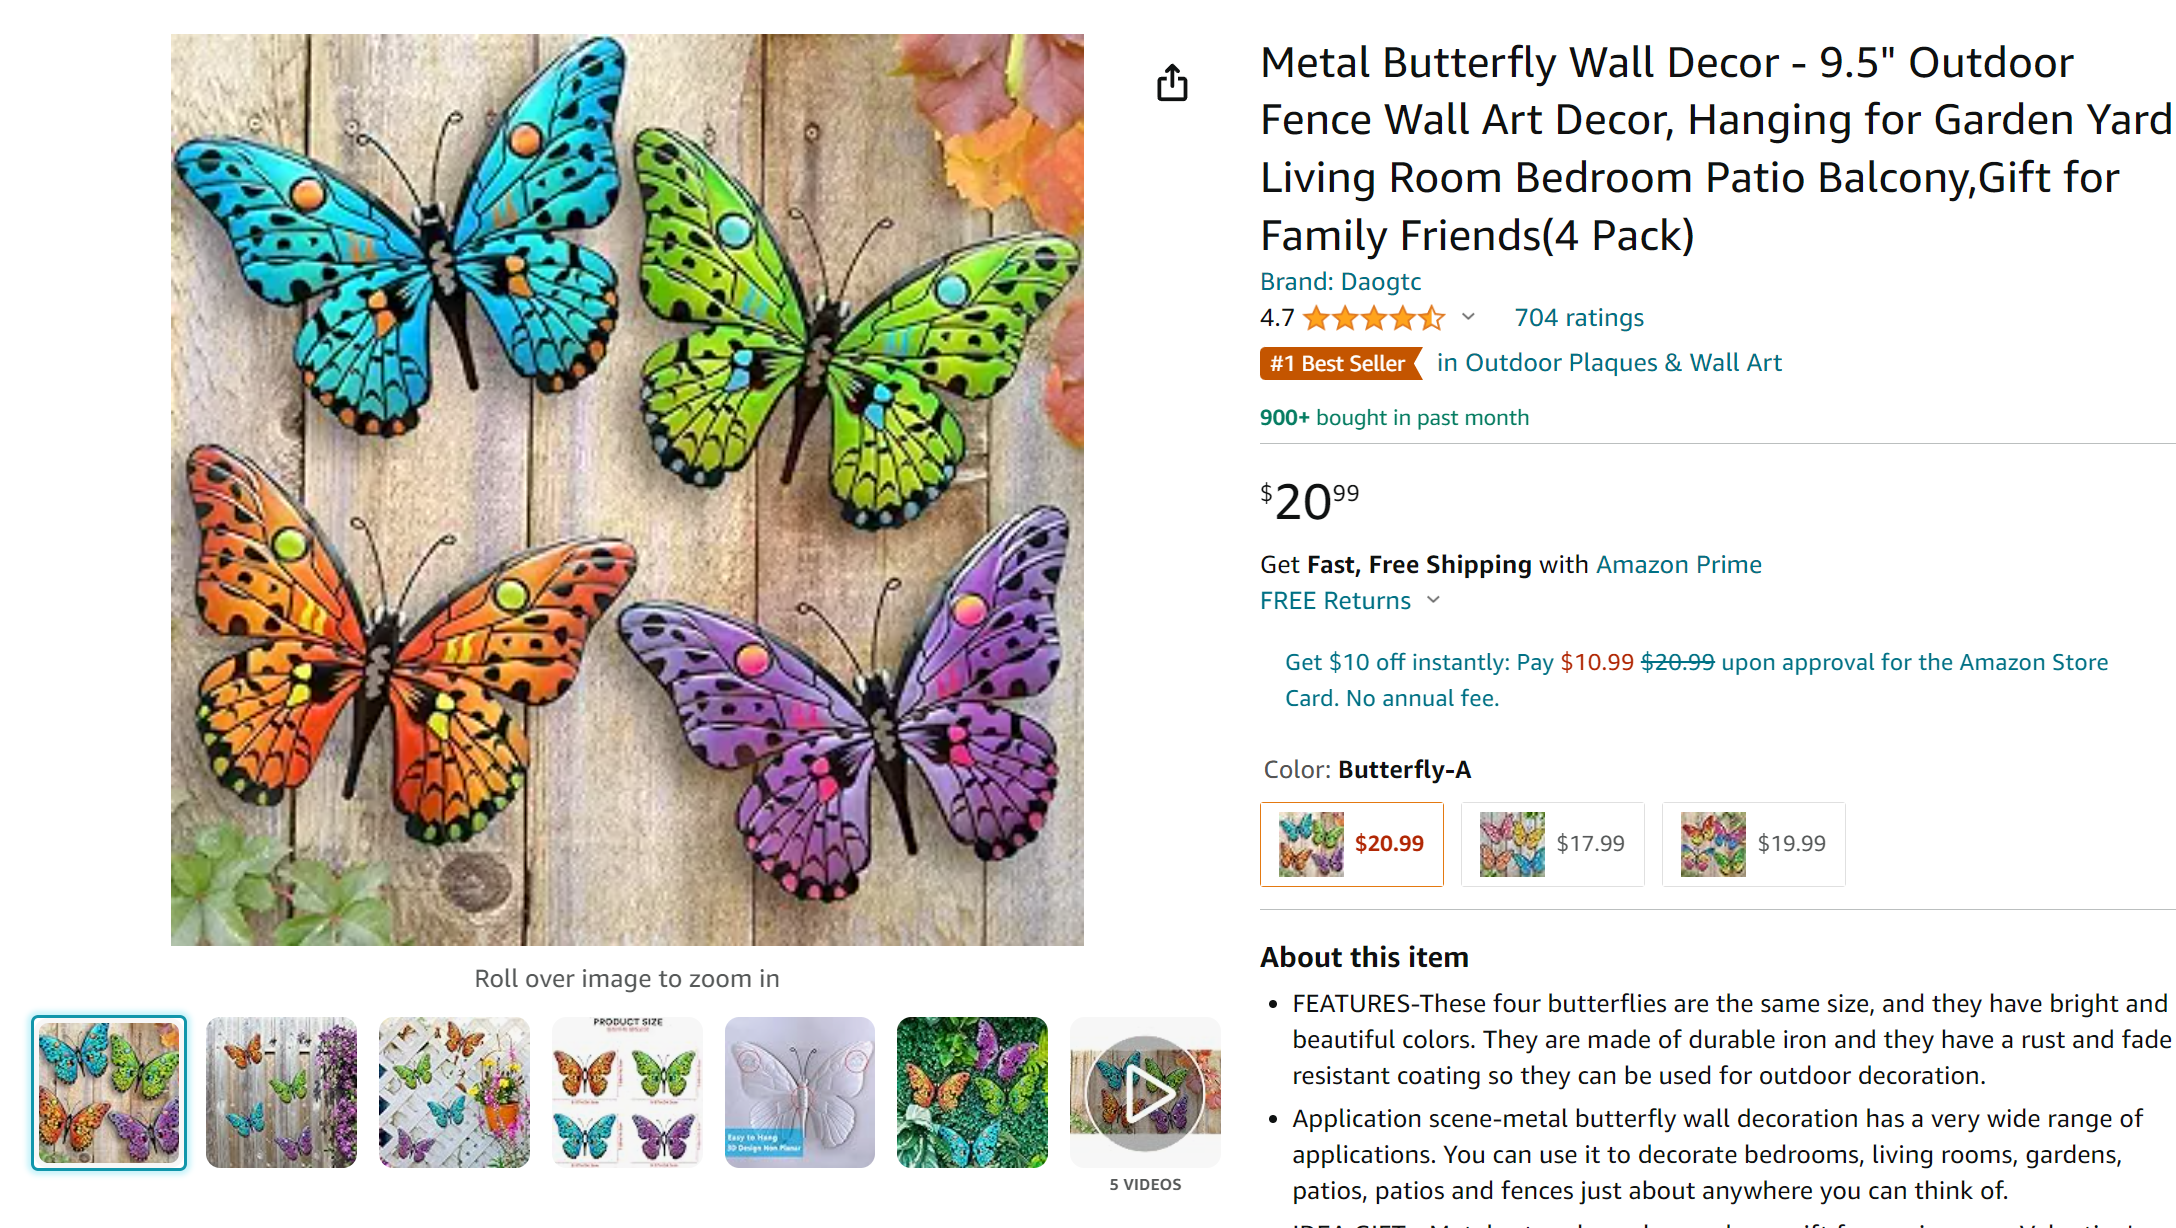 Metal Butterfly Wall Decor - 9.5" Outdoor
Fence Wall Art Decor, Hanging for Garden Yard
Living Room Bedroom Patio Balcony,Gift for
Family Friends(4 Pack)
Brand: Daogtc
4.7 704 ratings
#1 Best Seller in Outdoor Plaques & Wall Art
900+ bought in past month
$20.99
Get Fast, Free Shipping with Amazon Prime
FREE Returns
Get $10 off instantly: Pay $10.99 $20.99 upon approval for the Amazon Store
Card. No annual fee.
Color: Butterfly-A
$20.99 $17.99 $19.99
About this item
• FEATURES-These four butterflies are the same size, and they have bright and
beautiful colors. They are made of durable iron and they have a rust and fade
resistant coating so they can be used for outdoor decoration.
• Application scene-metal butterfly wall decoration has a very wide range of
applications. You can use it to decorate bedrooms, living rooms, gardens,
patios, patios and fences just about anywhere you can think of.
Roll over image to zoom in
PRODUCT SIZE
Easy to Hang
3D Design Non Planar
5 VIDEOS